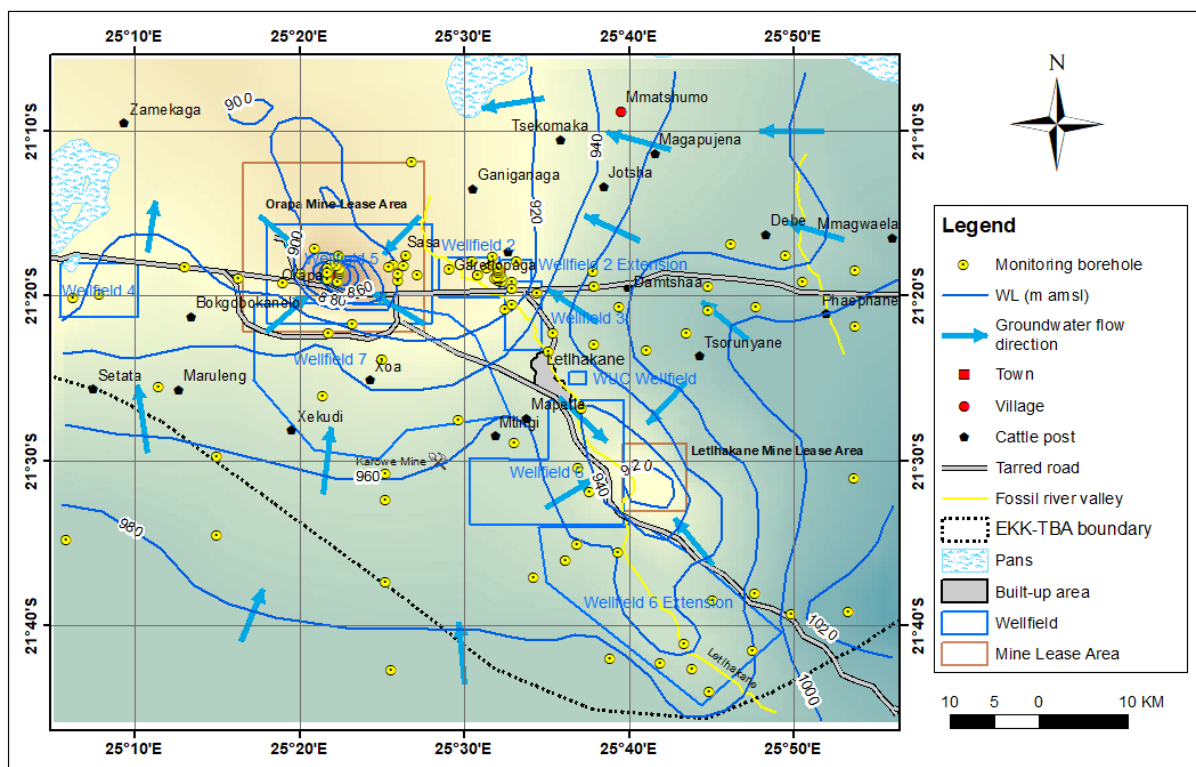 25°10'E 25°20'E 25°30'E 25°40'E 25°50'E
21°10'S
21°20'S
21°30'S
21°40'S
21°10'S
21°20'S
21°30'S
21°40'S
25°10'E 25°20'E 25°30'E 25°40'E 25°50'E
Zamekaga
900
Mmatshumo
Tsekomaka
940
Magapujena
Ganiganaga
Jotsha
Orapa Mine Lease Area
920
Debe
Mmagwaela
900
Sasa
Wellfield 2
Wellfield 5
Garetlopaga
Wellfield 2 Extension
Orapa
860
880
Wellfield 4
Damtshaa
Bokgobokanelo
Phaephane
Wellfield 3
Wellfield 7
Letlhakane
Tsorunyane
Setata
Maruleng
Xoa
WUC Wellfield
Xekudi
Mapetla
Mtingi
Letlhakane Mine Lease Area
Karowe Mine
960
920
940
980
Wellfield 6 Extension
1020
1000
Letlhakane
N
Legend
Monitoring borehole
WL (m amsl)
Groundwater flow
direction
Town
Village
Cattle post
Tarred road
Fossil river valley
EKK-TBA boundary
Pans
Built-up area
Wellfield
Mine Lease Area
10 5 0 10 KM